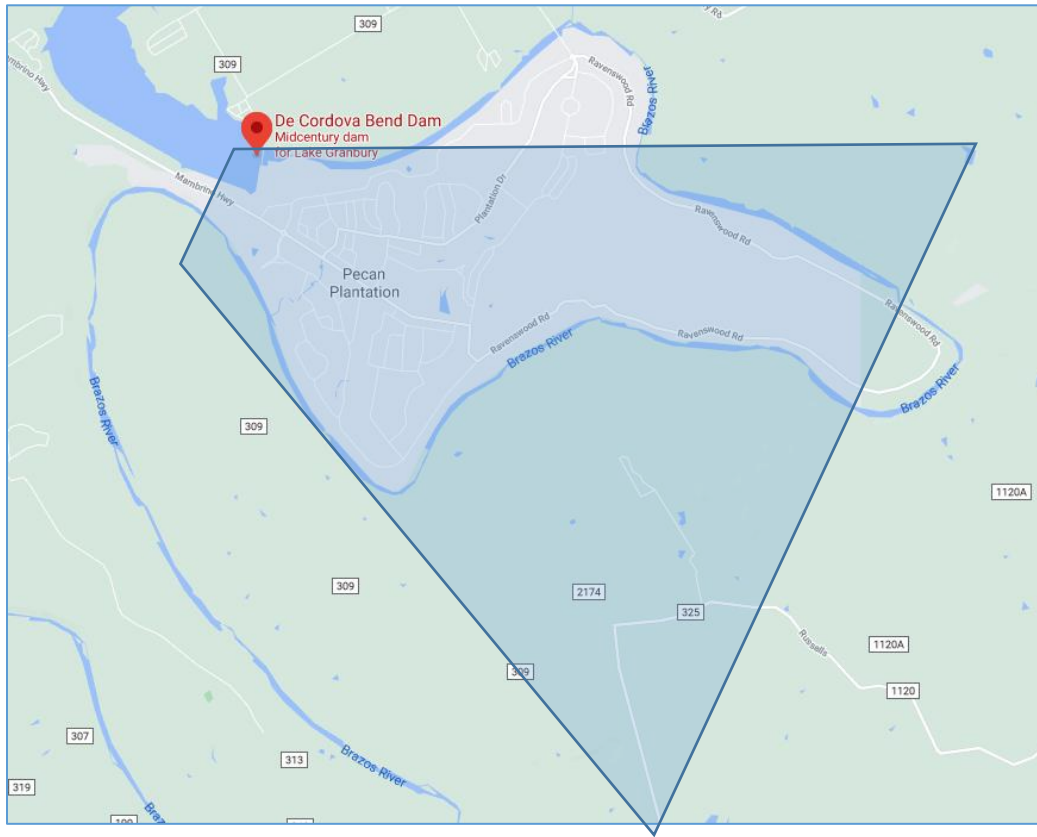 309
Mambrino Hwy
309
Ravenswood Rd
Brazos River
De Cordova Bend Dam
Midcentury dam
for Lake Granbury
Mambrino Hwy
Plantation Dr
Ravenswood Rd
Pecan
Plantation
Ravenswood Rd
Ravenswood Rd
Ravenswood Rd
Brazos River
Brazos River
Brazos River
309
1120A
309
2174
325
Russells
1120A
309
1120
307
313
Brazos River
319